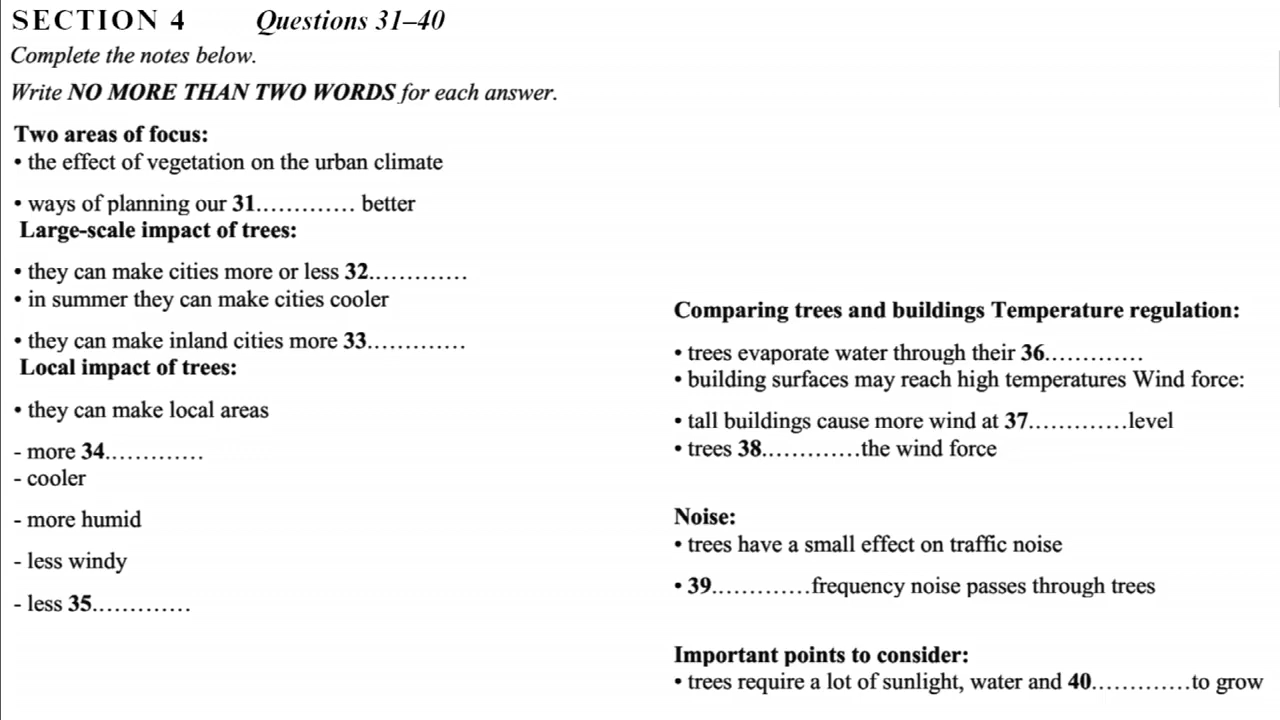 SECTION 4 Questions 31–40
Complete the notes below.
Write NO MORE THAN TWO WORDS for each answer.
Two areas of focus:
• the effect of vegetation on the urban climate
• ways of planning our 31............. better
Large-scale impact of trees:
• they can make cities more or less 32.............
• in summer they can make cities cooler
• they can make inland cities more 33.............
Local impact of trees:
• they can make local areas
- more 34.............
- cooler
- more humid
- less windy
- less 35.............
Comparing trees and buildings Temperature regulation:
• trees evaporate water through their 36.............
• building surfaces may reach high temperatures Wind force:
• tall buildings cause more wind at 37.............level
• trees 38.............the wind force
Noise:
• trees have a small effect on traffic noise
• 39.............frequency noise passes through trees
Important points to consider:
• trees require a lot of sunlight, water and 40.............to grow